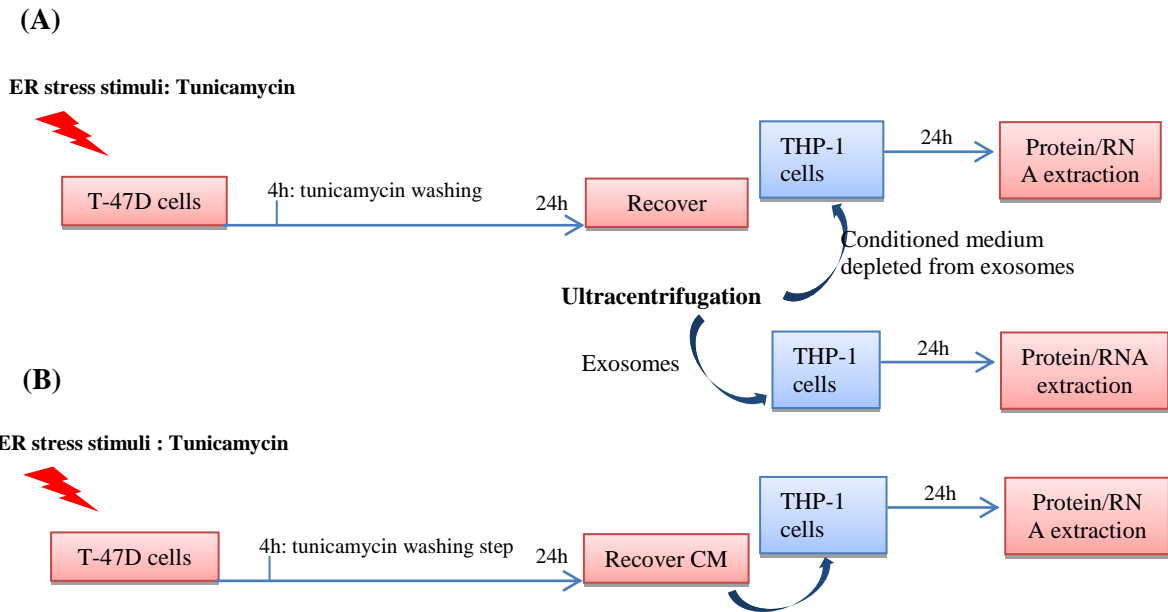 (A)
ER stress stimuli: Tunicamycin
T-47D cells
4h: tunicamycin washing
24h
Recover
THP-1
cells
24h
Protein/RN
A extraction
Conditioned medium
depleted from exosomes
Ultracentrifugation
Exosomes
THP-1
cells
24h
Protein/RNA
extraction
(B)
ER stress stimuli : Tunicamycin
T-47D cells
4h: tunicamycin washing step
24h
Recover CM
THP-1
cells
24h
Protein/RN
A extraction